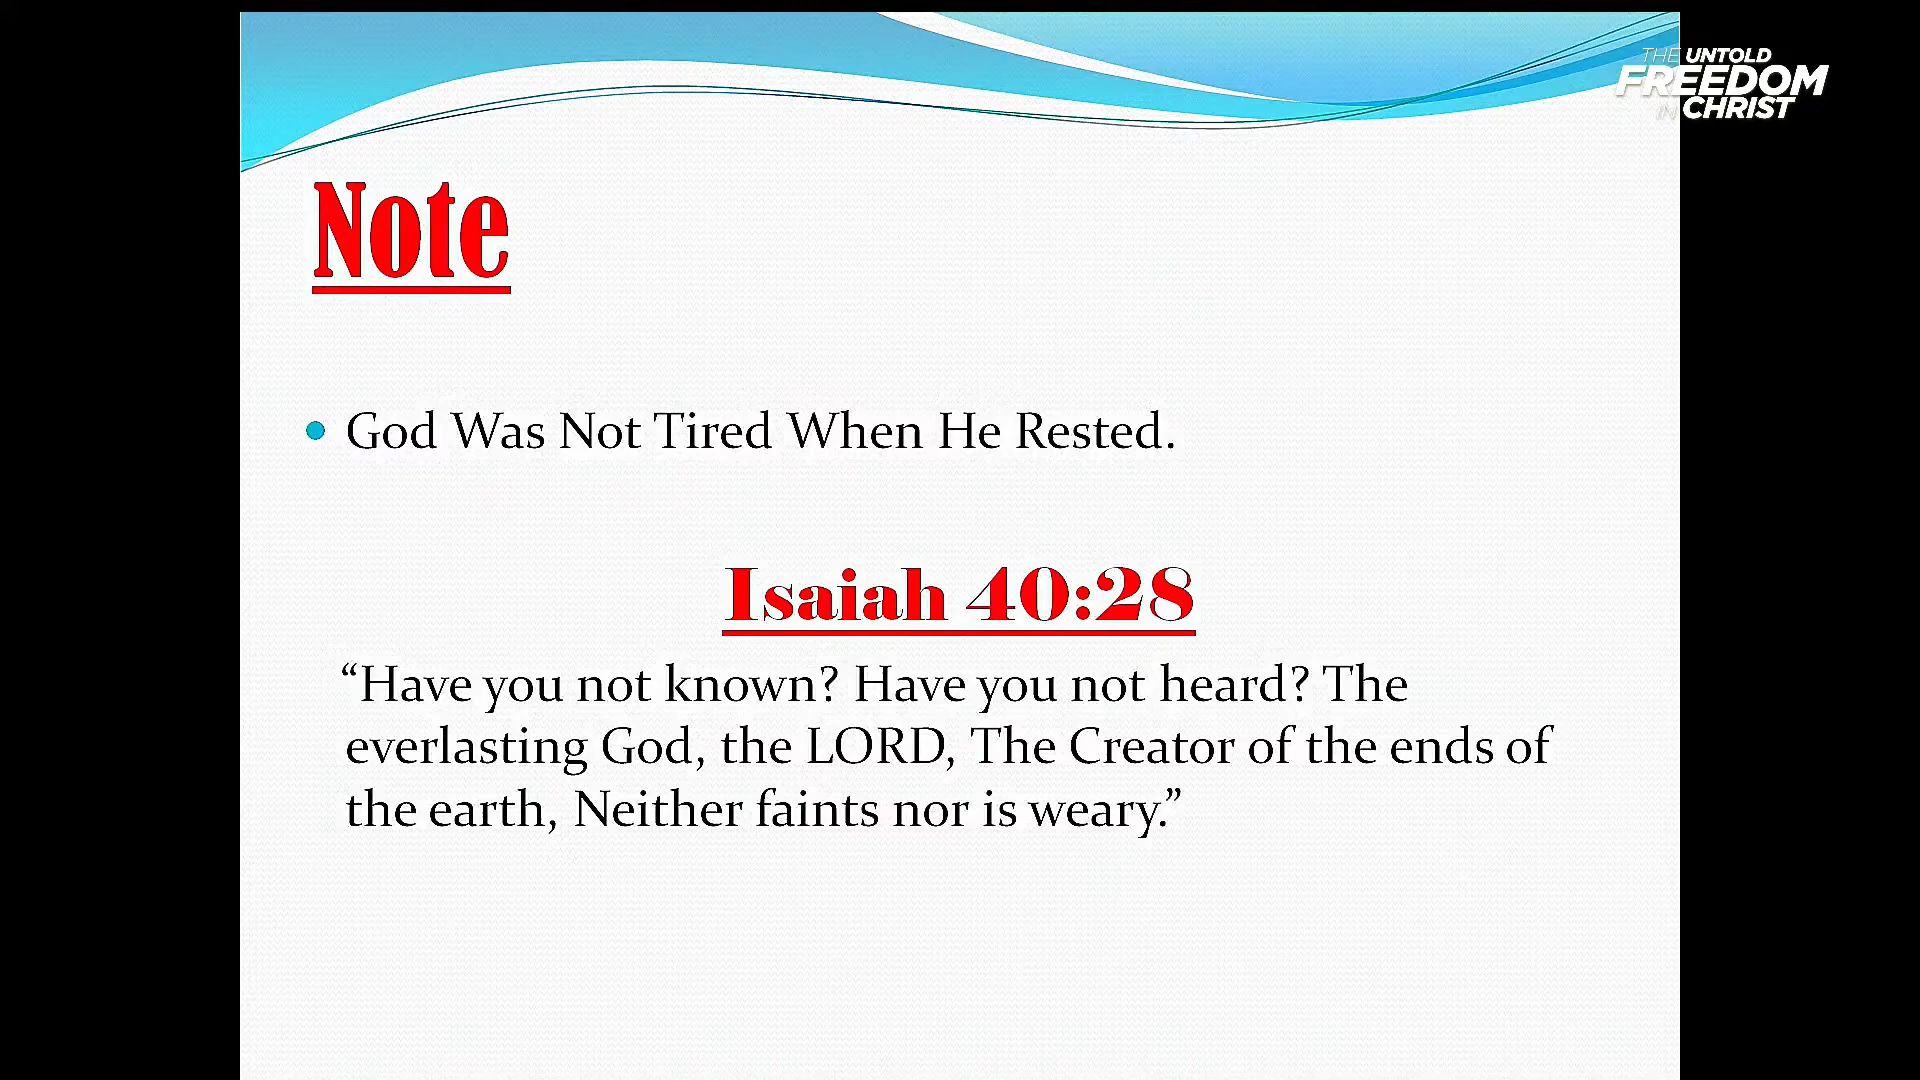 THE UNTOLD
FREEDOM
IN CHRIST
Note
God Was Not Tired When He Rested.
Isaiah 40:28
“Have you not known? Have you not heard? The
everlasting God, the LORD, The Creator of the ends of
the earth, Neither faints nor is weary.”